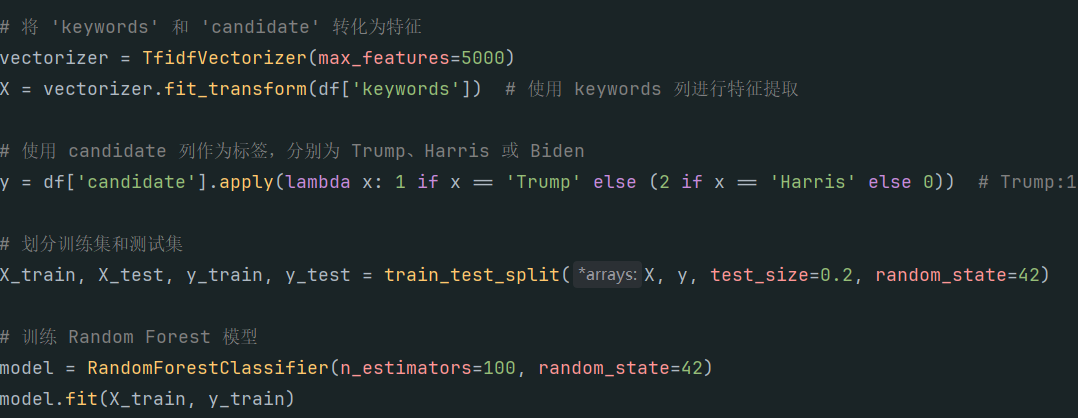 # 将 'keywords' 和 'candidate' 转化为特征
vectorizer = TfidfVectorizer(max_features=5000)
X = vectorizer.fit_transform(df['keywords'])  # 使用 keywords 列进行特征提取
# 使用 candidate 列作为标签，分别为 Trump、Harris 或 Biden
y = df['candidate'].apply(lambda x: 1 if x == 'Trump' else (2 if x == 'Harris' else 0))  # Trump:1
# 划分训练集和测试集
X_train, X_test, y_train, y_test = train_test_split( *arrays: X, y, test_size=0.2, random_state=42)
# 训练 Random Forest 模型
model = RandomForestClassifier(n_estimators=100, random_state=42)
model.fit(X_train, y_train)